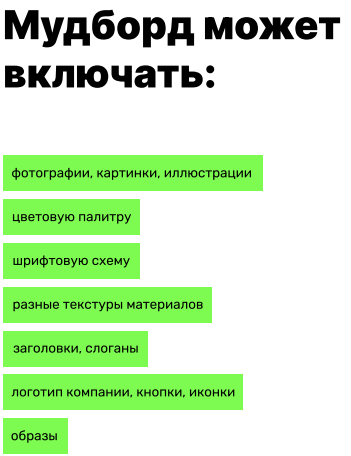 Мудборд может
включать:
фотографии, картинки, иллюстрации
цветовую палитру
шрифтовую схему
разные текстуры материалов
заголовки, слоганы
логотип компании, кнопки, иконки
образы